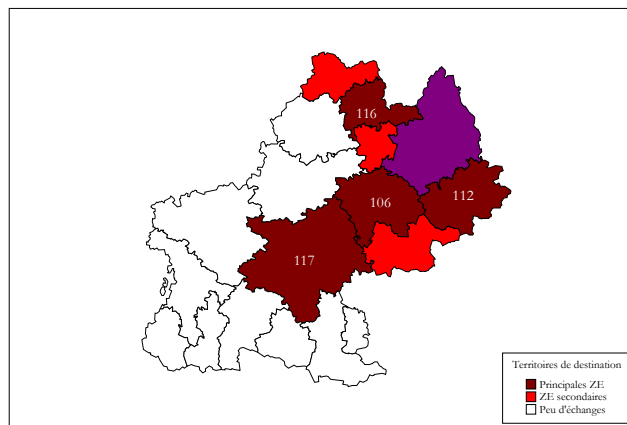 116
106
112
117
Territoires de destination
Principales ZE
ZE secondaires
Peu d'échanges